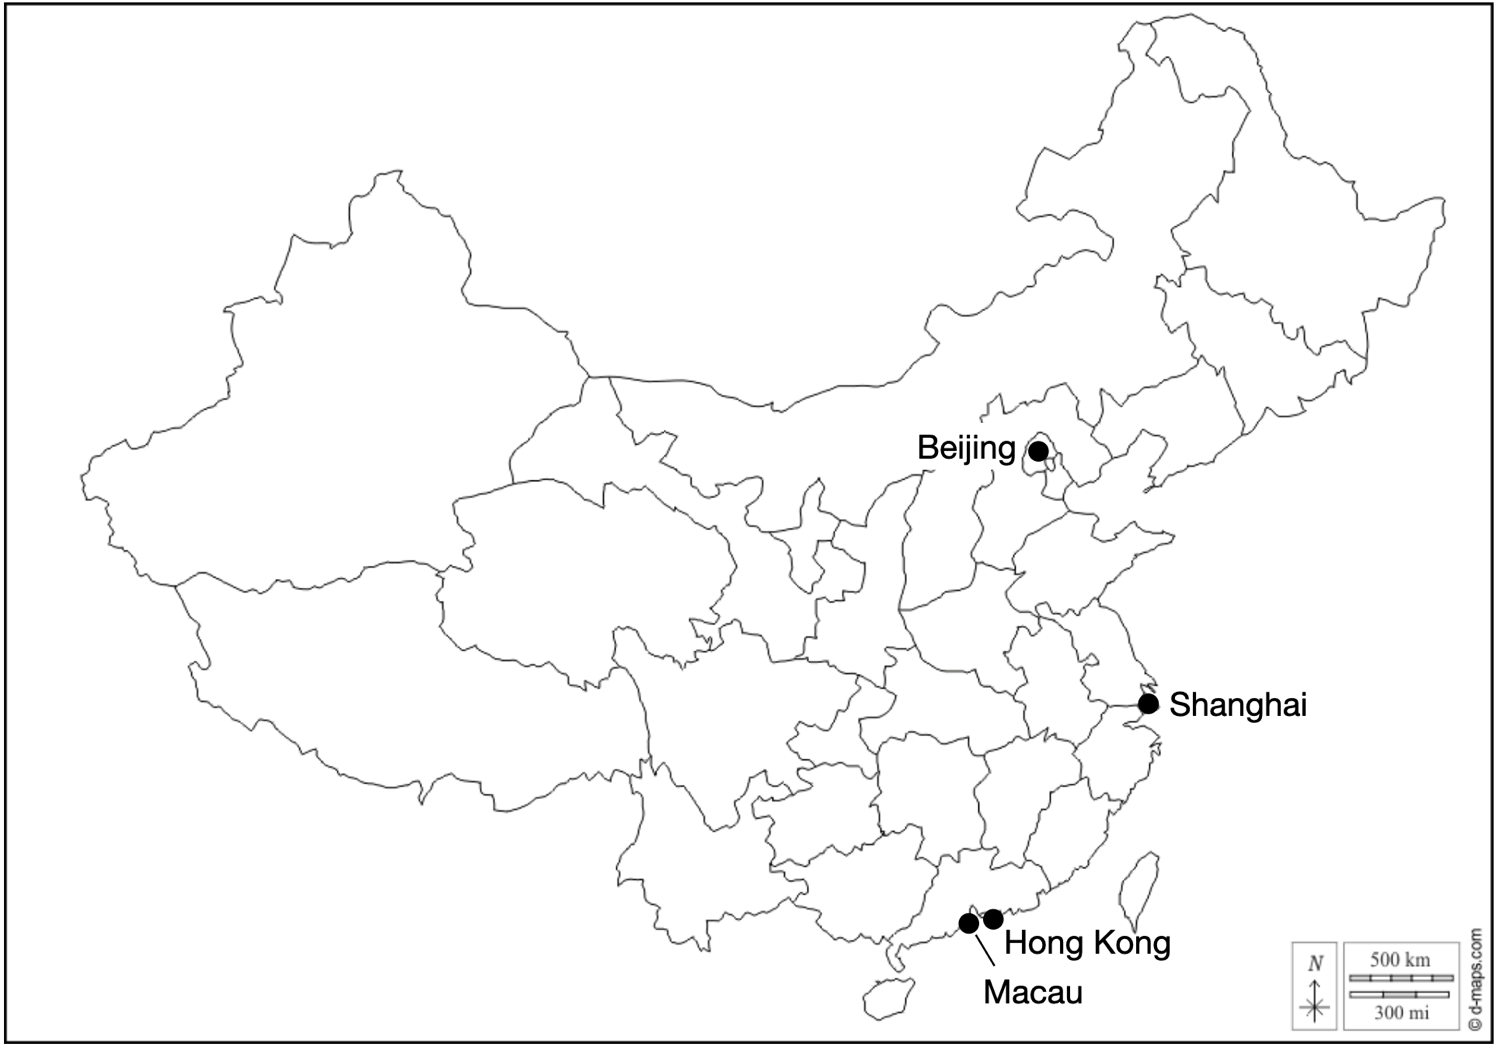 Beijing
Shanghai
Hong Kong
Macau
N
500 km
300 mi
© d-maps.com